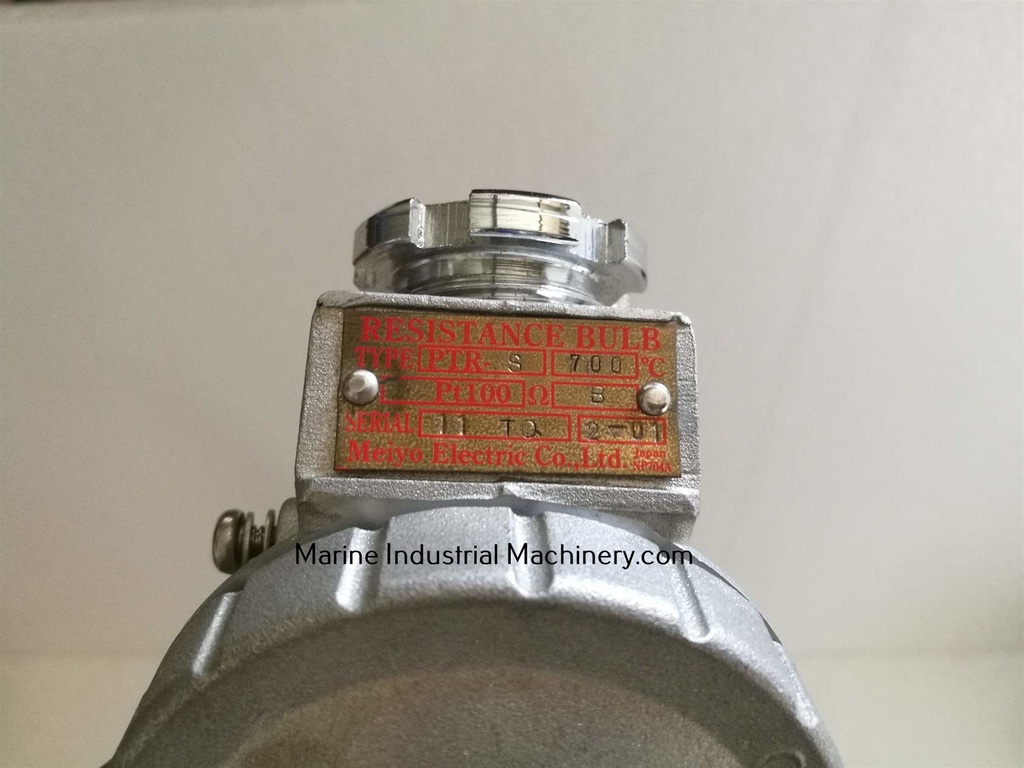 RESISTANCE BULB
TYPE PTR-. S 700 ℃
Pt100 Ω B
SERIAL 11 2-01
Meiyo Electric Co.,Ltd. Japan
NP704A
Marine Industrial Machinery.com